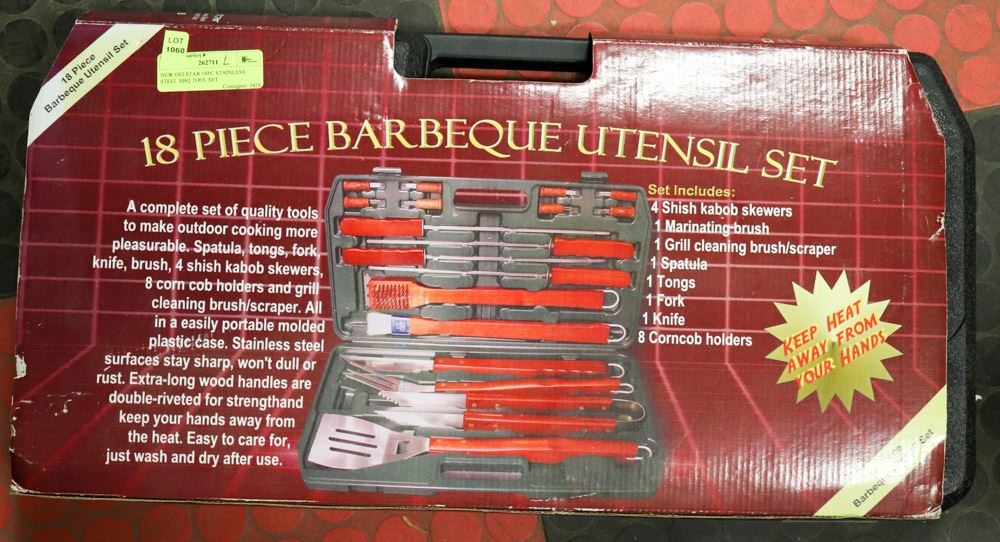 18 Piece
Barbeque Utensil Set
LOT
1060
262711 L
NEW DELSTAR 18PC STAINLESS
STEEL BBQ TOOL SET
Consignor: 1424
18 PIECE BARBEQUE UTENSIL SET
A complete set of quality tools
to make outdoor cooking more
pleasurable. Spatula, tongs, fork,
knife, brush, 4 shish kabob skewers,
8 corn cob holders and grill
cleaning brush/scraper. All
in a easily portable molded
plastic case. Stainless steel
surfaces stay sharp, won't dull or
rust. Extra-long wood handles are
double-riveted for strengthand
keep your hands away from
the heat. Easy to care for,
just wash and dry after use.
Set Includes:
4 Shish kabob skewers
1 Marinating brush
1 Grill cleaning brush/scraper
1 Spatula
1 Tongs
1 Fork
1 Knife
8 Corncob holders
KEEP HEAT
AWAY FROM
YOUR HANDS
Set